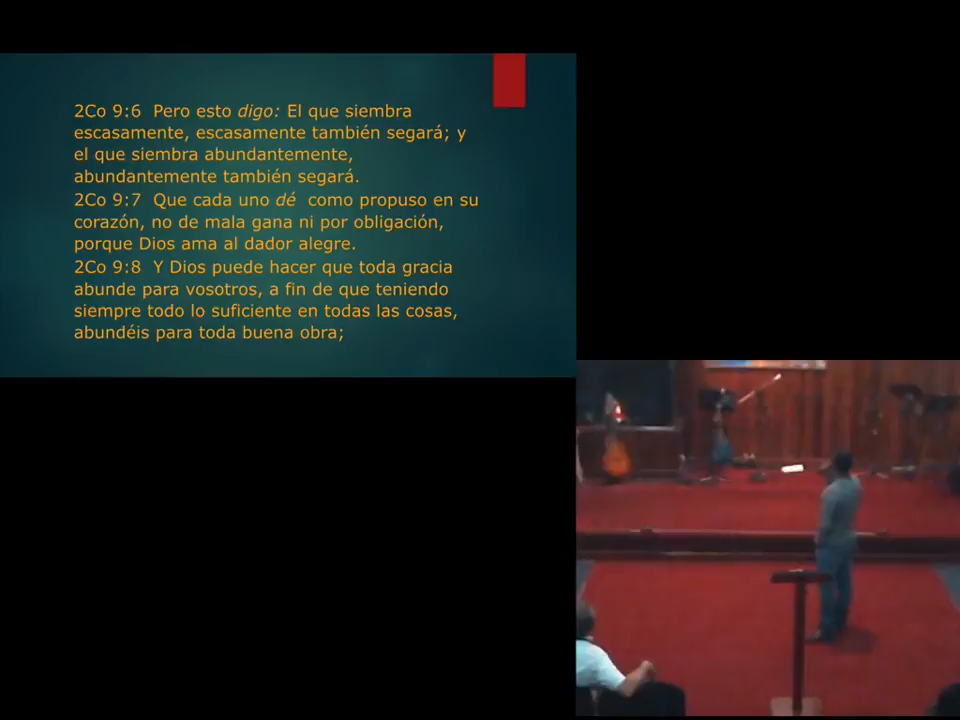 2Co 9:6 Pero esto digo: El que siembra
escasamente, escasamente también segará; y
el que siembra abundantemente,
abundantemente también segará.
2Co 9:7 Que cada uno dé como propuso en su
corazón, no de mala gana ni por obligación,
porque Dios ama al dador alegre.
2Co 9:8 Y Dios puede hacer que toda gracia
abunde para vosotros, a fin de que teniendo
siempre todo lo suficiente en todas las cosas,
abundéis para toda buena obra;